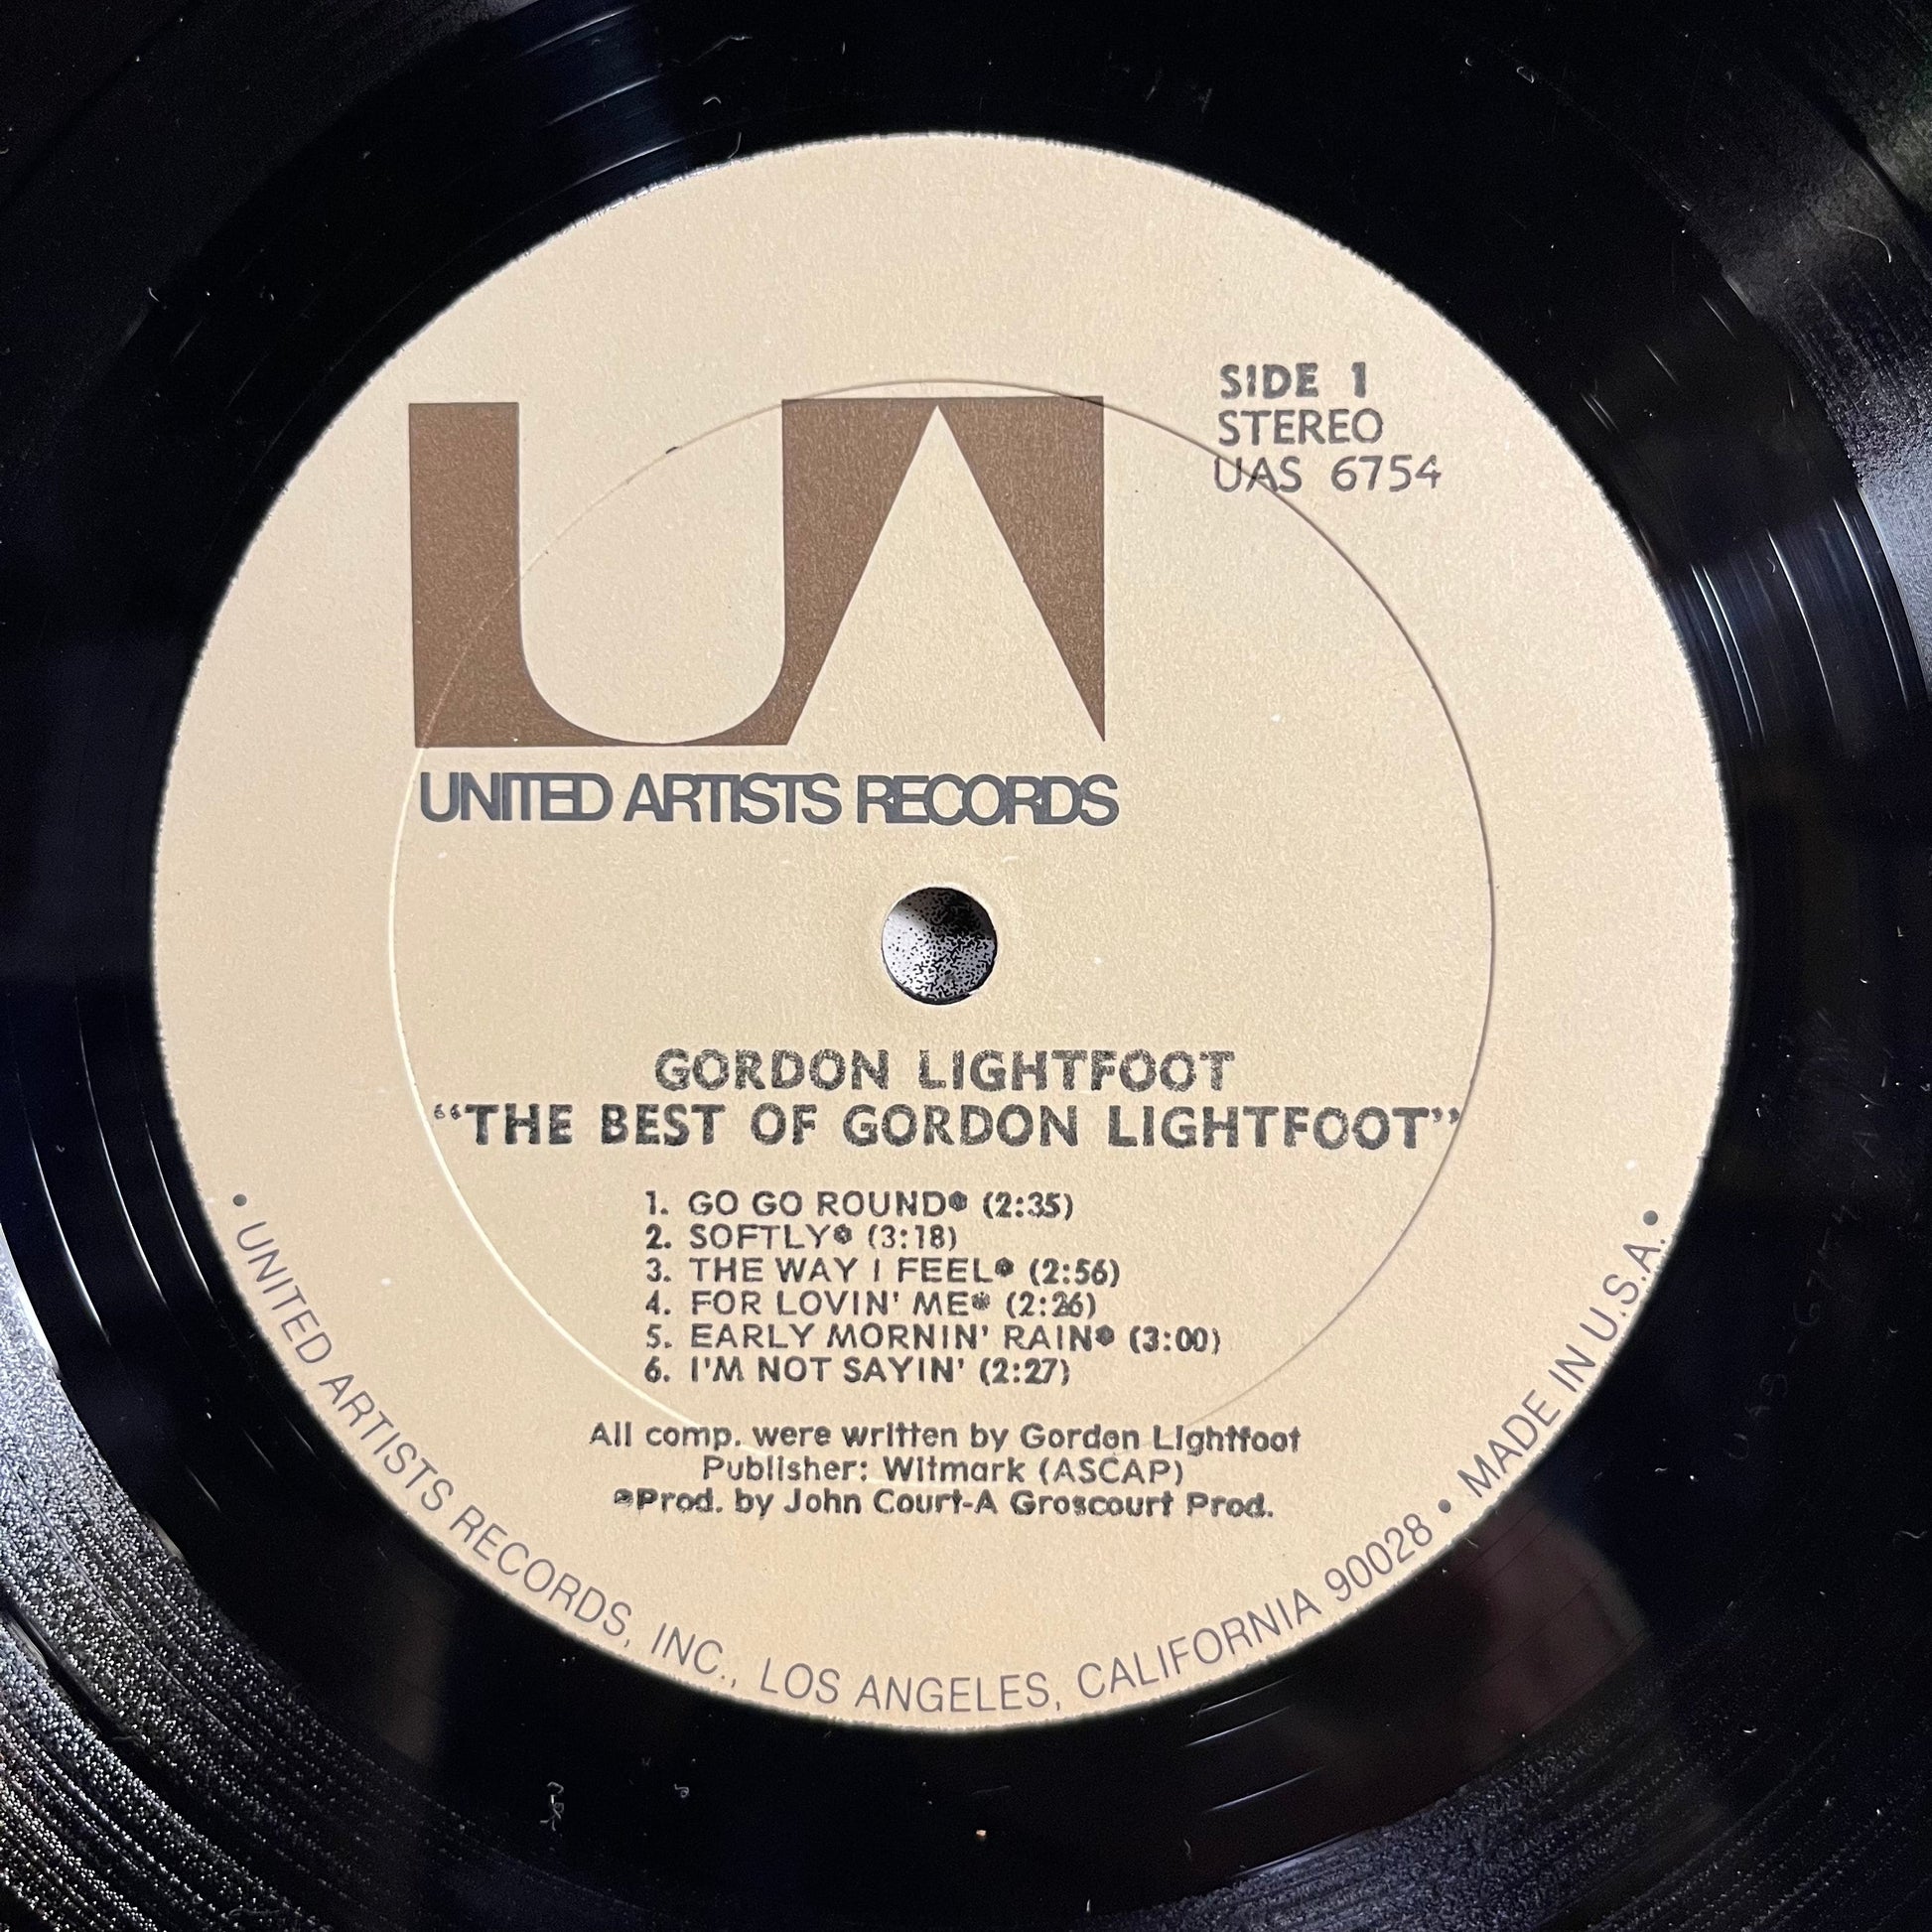 UA
SIDE 1
STEREO
UAS 6754
UNITED ARTISTS RECORDS
GORDON LIGHTFOOT
“THE BEST OF GORDON LIGHTFOOT”
1. GO GO ROUND* (2:35)
2. SOFTLY* (3:18)
3. THE WAY I FEEL* (2:56)
4. FOR LOVIN' ME* (2:26)
5. EARLY MORNIN' RAIN* (3:00)
6. I'M NOT SAYIN' (2:27)
All comp. were written by Gordon Lightfoot
Publisher: Witmark (ASCAP)
*Prod. by John Court-A Groscourt Prod.
• UNITED ARTISTS RECORDS, INC., LOS ANGELES, CALIFORNIA 90028 • MADE IN U.S.A. •